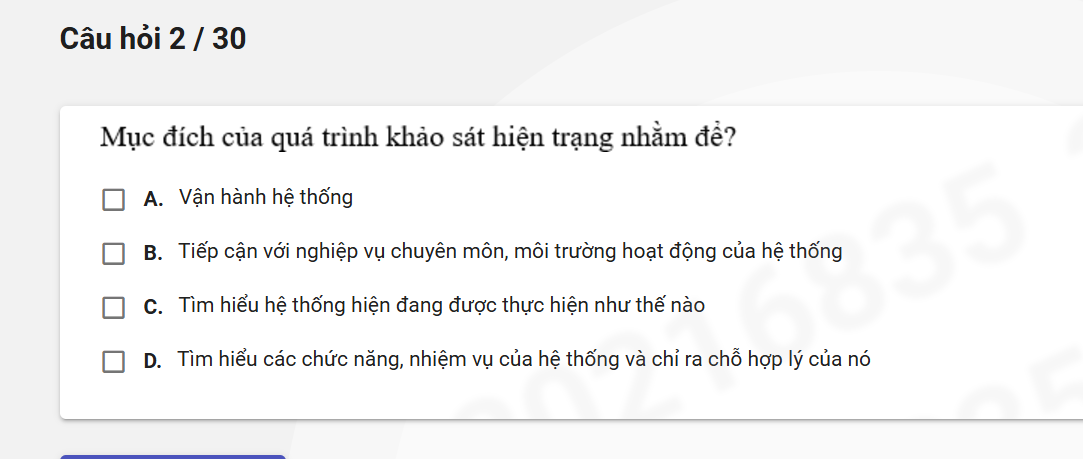 Câu hỏi 2 / 30
Mục đích của quá trình khảo sát hiện trạng nhằm để?
A. Vận hành hệ thống
B. Tiếp cận với nghiệp vụ chuyên môn, môi trường hoạt động của hệ thống
C. Tìm hiểu hệ thống hiện đang được thực hiện như thế nào
D. Tìm hiểu các chức năng, nhiệm vụ của hệ thống và chỉ ra chỗ hợp lý của nó